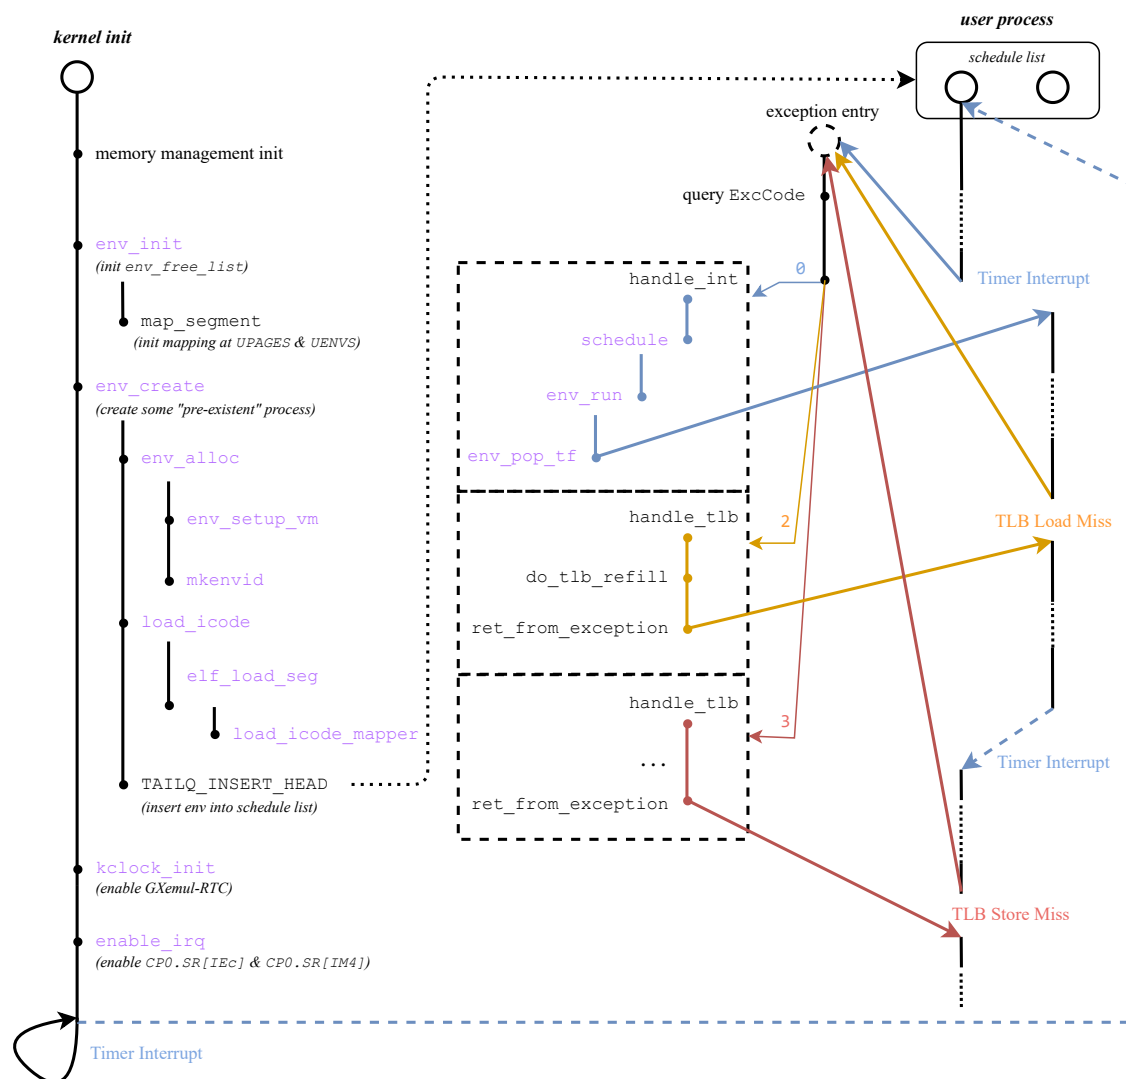 kernel init
memory management init
env_init
(init env_free_list)
map_segment
(init mapping at UPAGES & UENVS)
env_create
(create some "pre-existent" process)
env_alloc
env_setup_vm
mkenvid
load_icode
elf_load_seg
load_icode_mapper
TAILQ_INSERT_HEAD
(insert env into schedule list)
kclock_init
(enable GXemul-RTC)
enable_irq
(enable CP0.SR[IEc] & CP0.SR[IM4])
Timer Interrupt
exception entry
query ExcCode
0
handle_int
schedule
env_run
env_pop_tf
2
handle_tlb
do_tlb_refill
ret_from_exception
3
handle_tlb
...
ret_from_exception
user process
schedule list
Timer Interrupt
TLB Load Miss
Timer Interrupt
TLB Store Miss